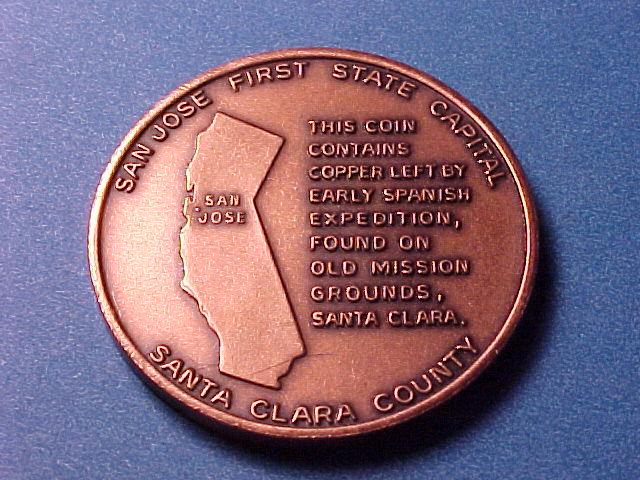 SAN JOSE FIRST STATE CAPITAL
THIS COIN
CONTAINS
COPPER LEFT BY
EARLY SPANISH
EXPEDITION,
FOUND ON
OLD MISSION
GROUNDS,
SANTA CLARA.
SAN
JOSE
SANTA CLARA COUNTY